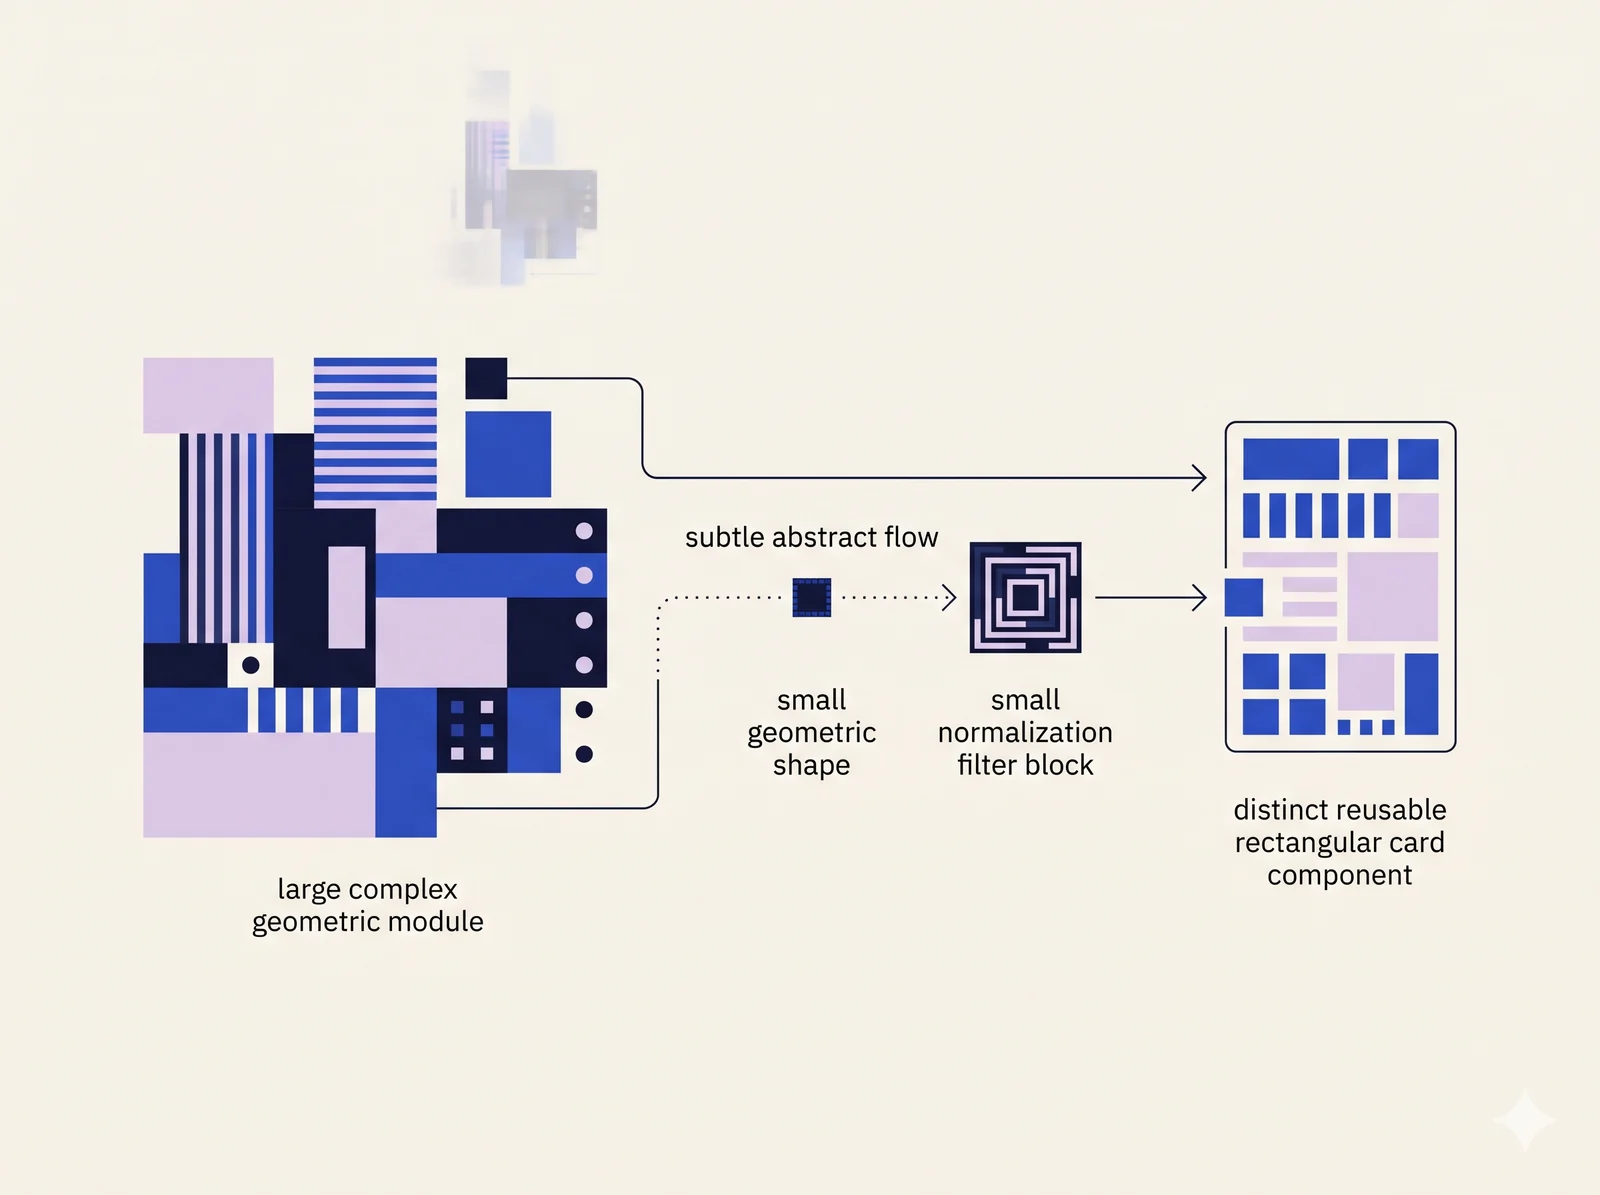 subtle abstract flow
small
geometric
shape
small
normalization
filter block
distinct reusable
rectangular card
component
large complex
geometric module